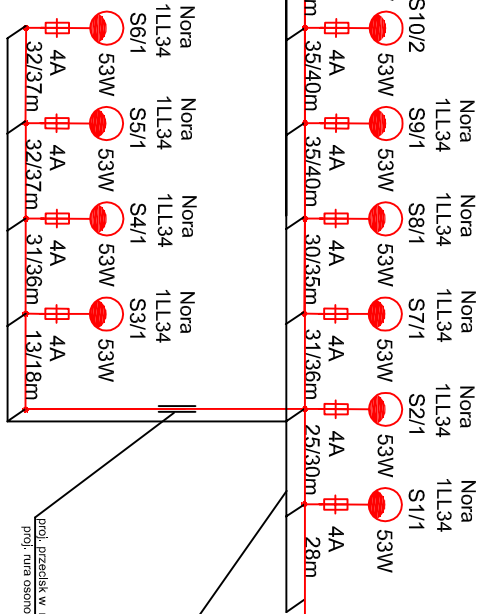 Nora
1LL34
S6/1
53W
4A
32/37m
Nora
1LL34
S5/1
53W
4A
32/37m
Nora
1LL34
S4/1
53W
4A
31/36m
Nora
1LL34
S3/1
53W
4A
13/18m
S10/2
53W
4A
35/40m
Nora
1LL34
S9/1
53W
4A
35/40m
Nora
1LL34
S8/1
53W
4A
30/35m
Nora
1LL34
S7/1
53W
4A
31/36m
Nora
1LL34
S2/1
53W
4A
25/30m
Nora
1LL34
S1/1
53W
4A
28m
proj. przecisk w
proj. rura osono